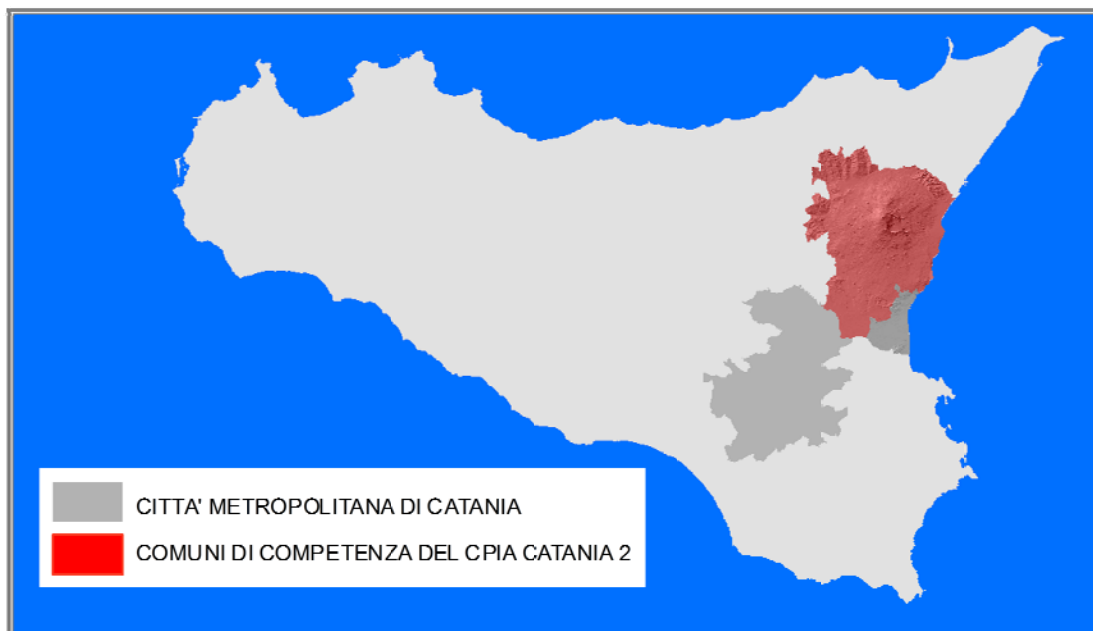 CITTA' METROPOLITANA DI CATANIA
COMUNI DI COMPETENZA DEL CPIA CATANIA 2